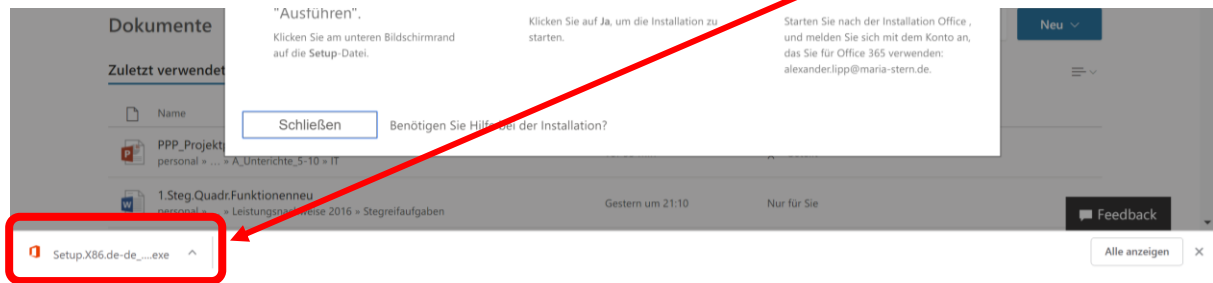 Dokumente
"Ausführen".
Klicken Sie am unteren Bildschirmrand
auf die Setup-Datei.
Klicken Sie auf Ja, um die Installation zu
starten.
Starten Sie nach der Installation Office ,
und melden Sie sich mit dem Konto an,
das Sie für Office 365 verwenden:
alexander.lipp@maria-stern.de.
Neu
Zuletzt verwendet
Name
Schließen
Benötigen Sie Hilfe bei der Installation?
PPP_Projekt
personal » ... » A_Unterichte_5-10 » IT
1.Steg.Quadr.Funktionenneu
personal » ... » Leistungsnachweise 2016 » Stegreifaufgaben
Gestern um 21:10
Nur für Sie
Feedback
Setup.X86.de-de_....exe
Alle anzeigen